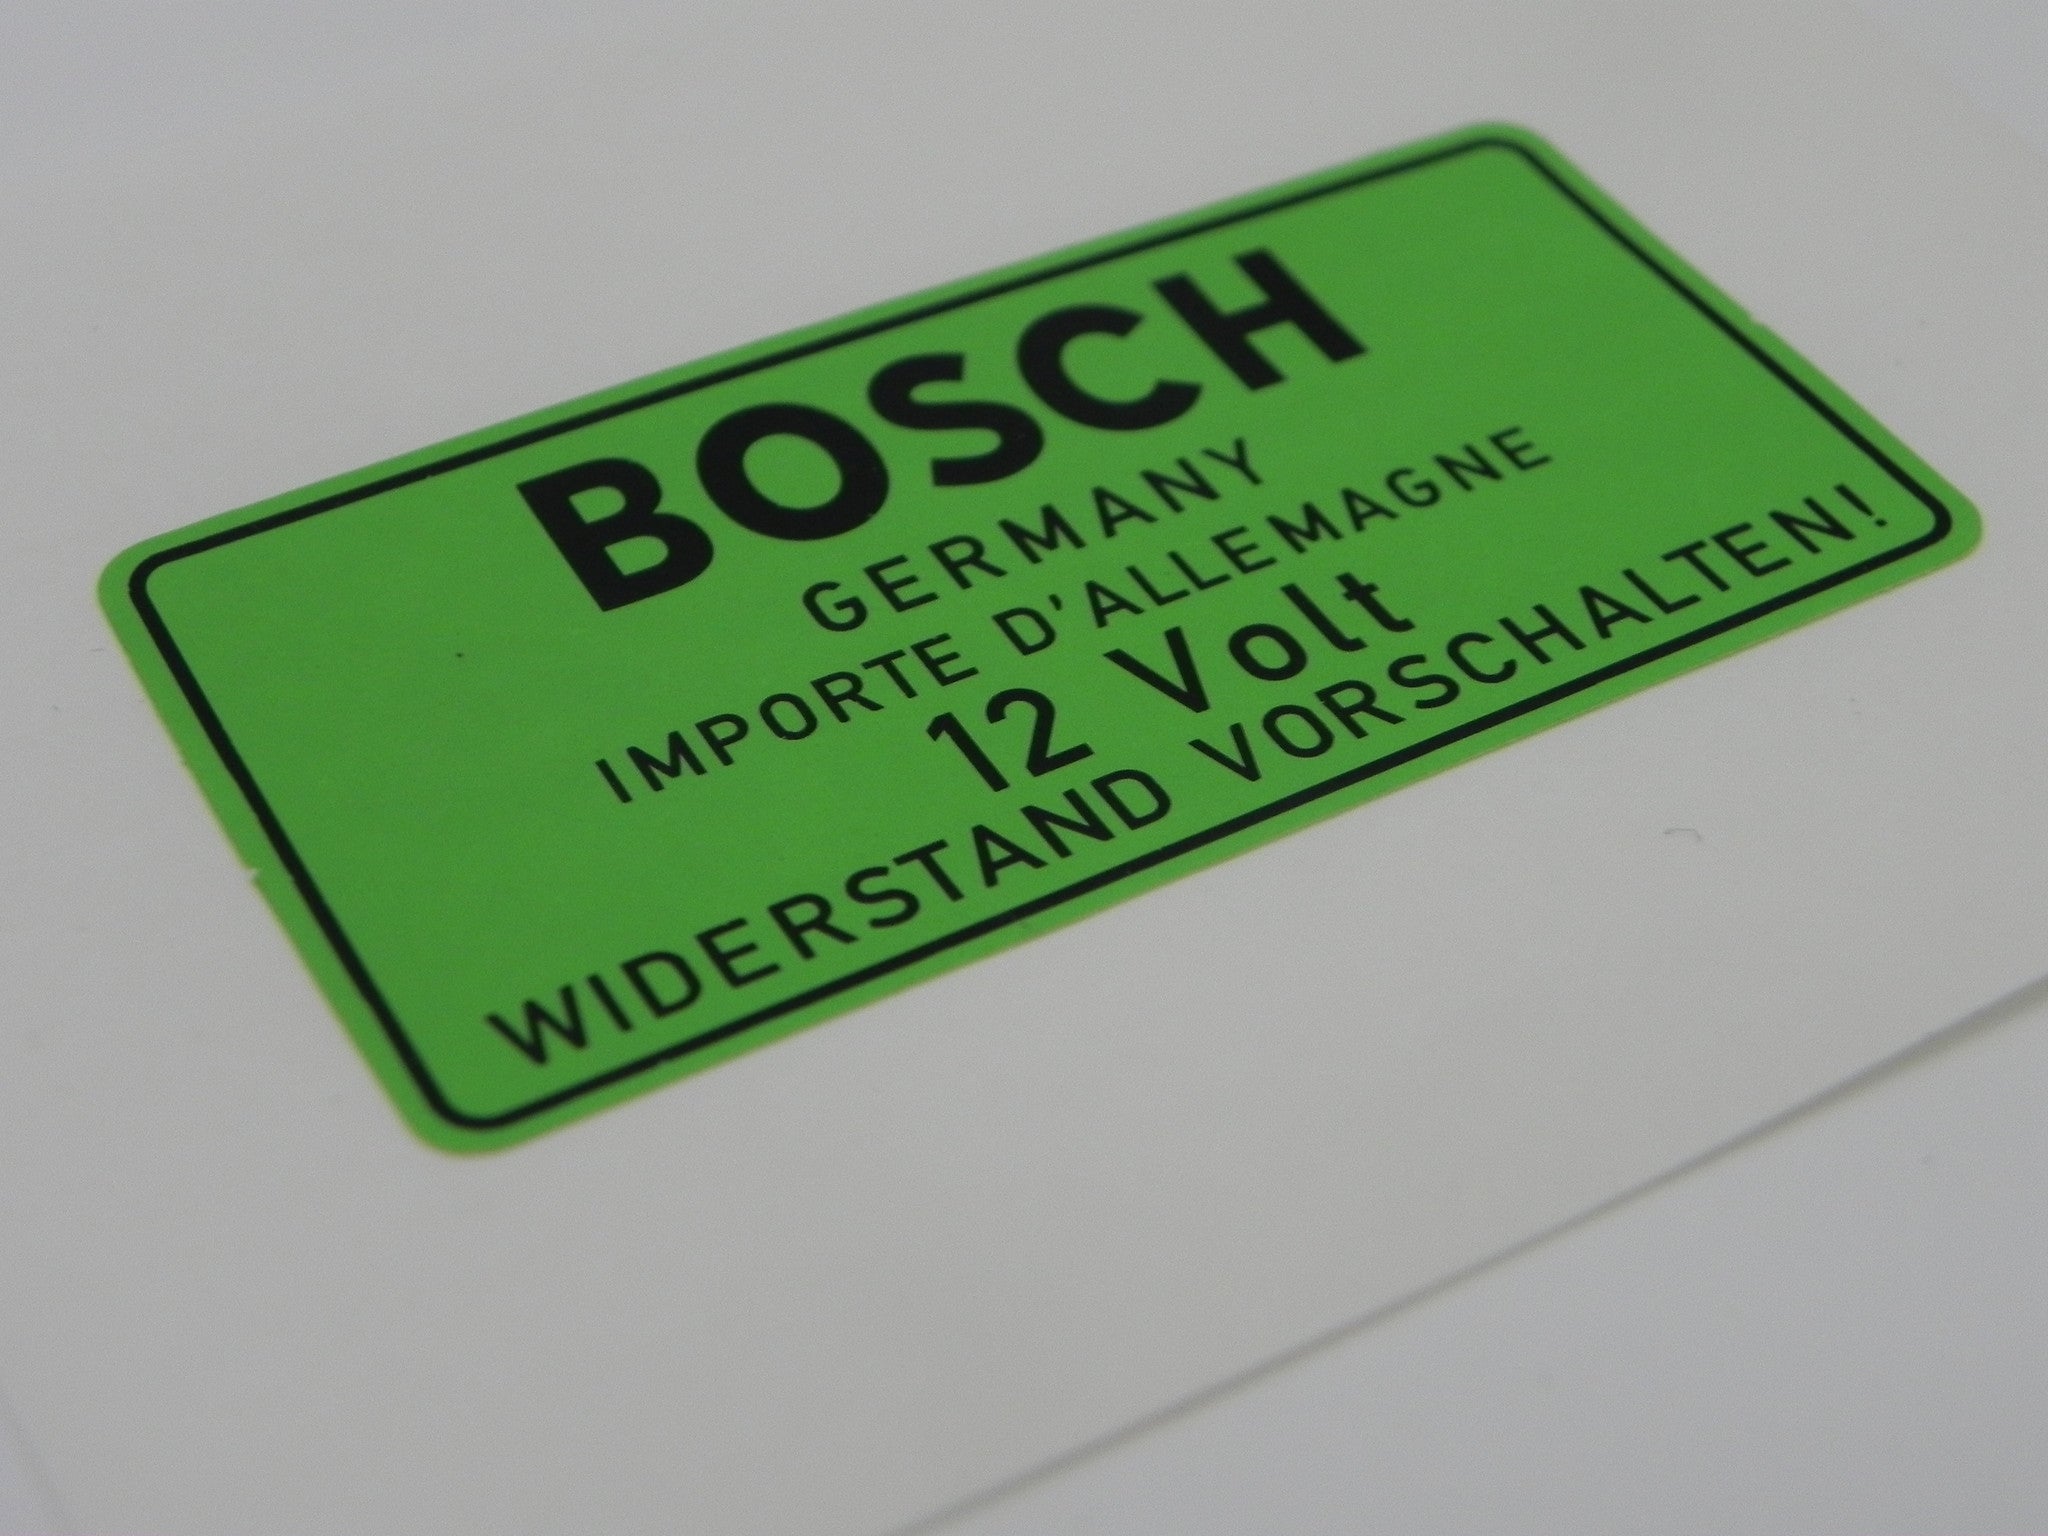 BOSCH
GERMANY
IMPORTE D'ALLEMAGNE
12 Volt
WIDERSTAND VORSCHALTEN!